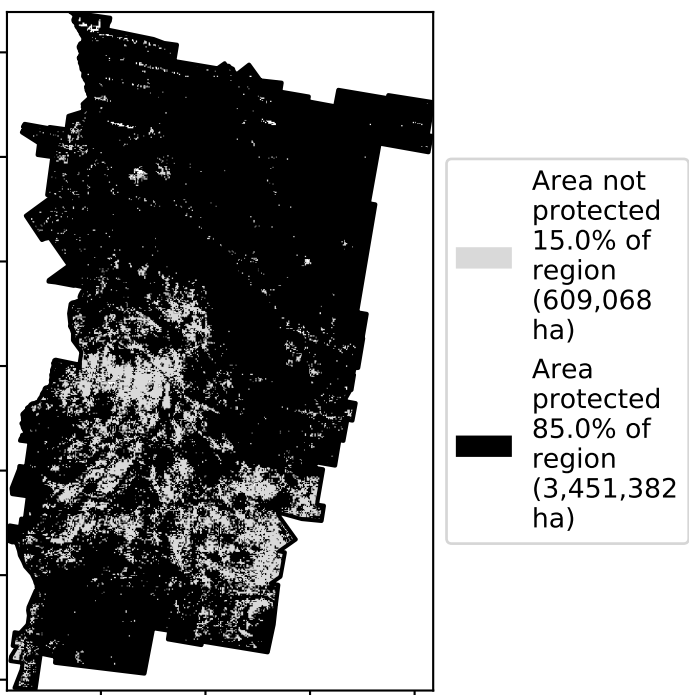 Area not
protected
15.0% of
region
(609,068
ha)
Area
protected
85.0% of
region
(3,451,382
ha)